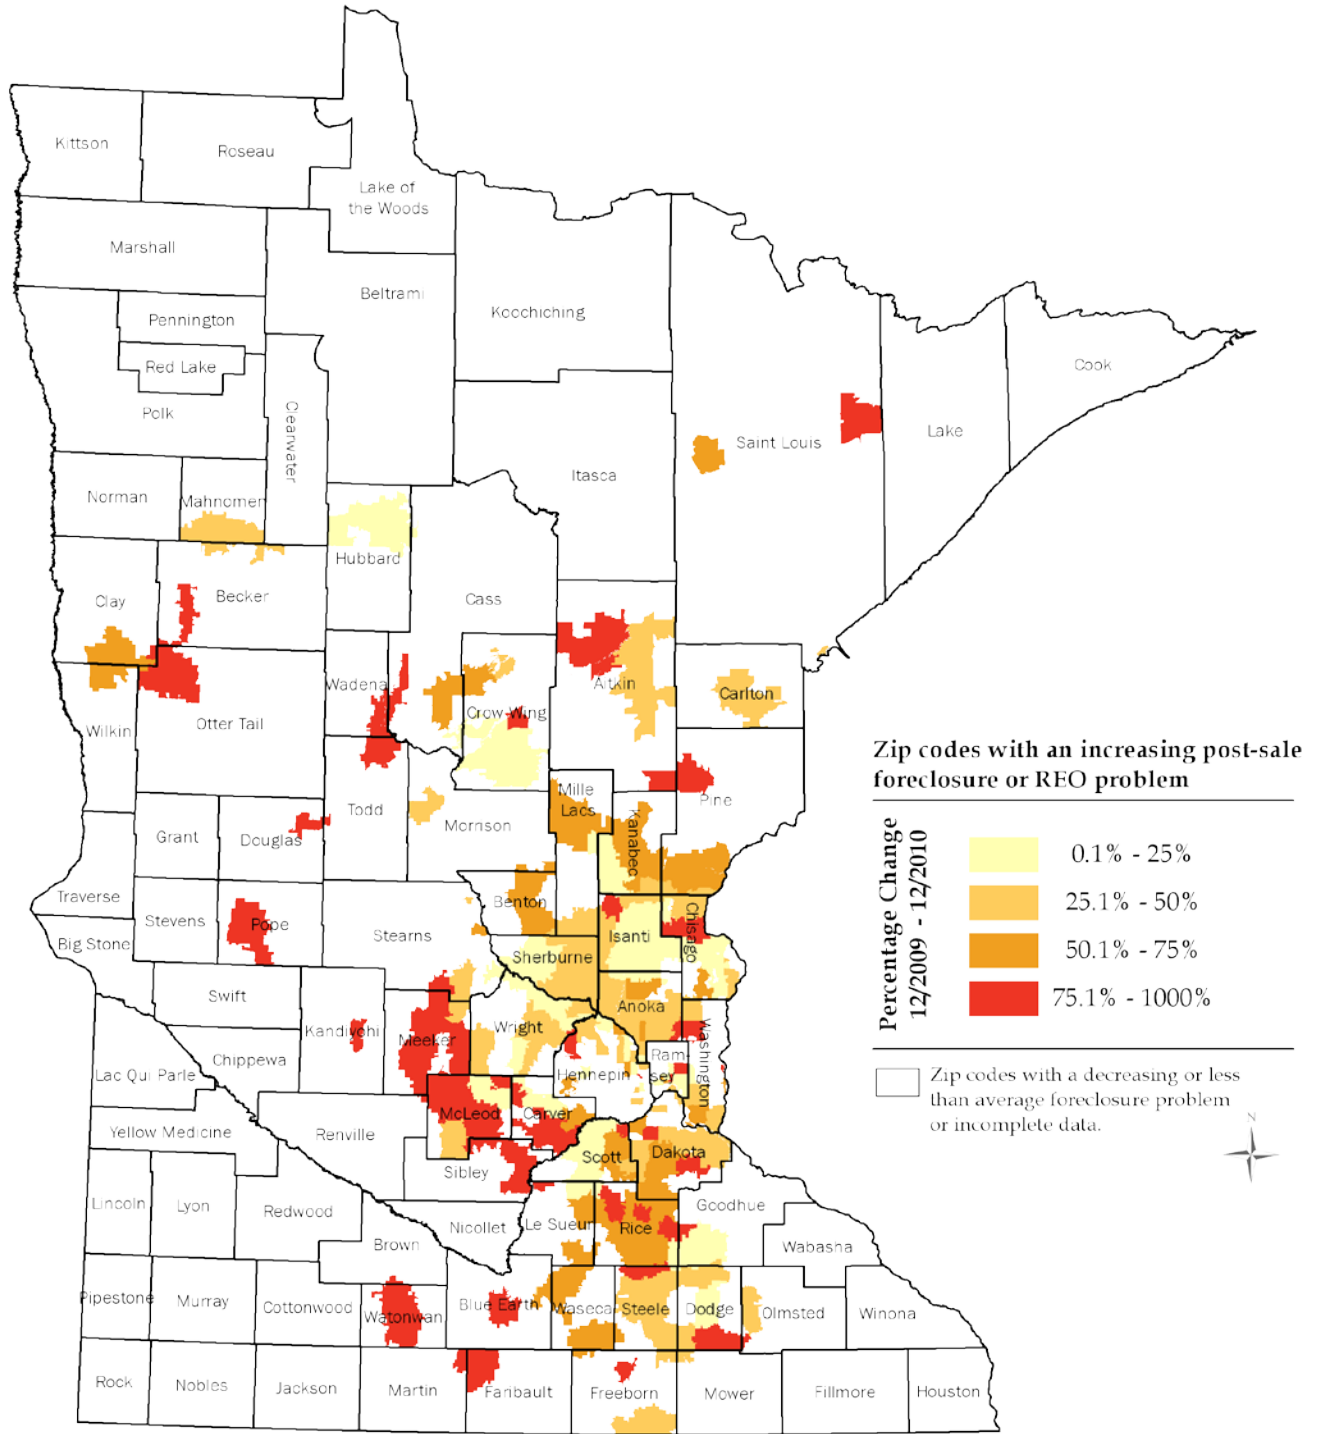 Kittson
Roseau
Lake of
the Woods
Marshall
Beltrami
Koochiching
Pennington
Red Lake
Polk
Clearwater
Cook
Lake
Saint Louis
Itasca
Norman
Mahnomen
Hubbard
Clay
Becker
Cass
Wadena
Aitkin
Carlton
Otter Tail
Crow Wing
Wilkin
Zip codes with an increasing post-sale
foreclosure or REO problem
Percentage Change
12/2009 - 12/2010
0.1% - 25%
25.1% - 50%
50.1% - 75%
75.1% - 1000%
Zip codes with a decreasing or less
than average foreclosure problem
or incomplete data.
N
Mille
Lacs
Pine
Grant
Douglas
Todd
Morrison
Kanabec
Traverse
Stevens
Pope
Benton
Big Stone
Stearns
Isanti
Chisago
Sherburne
Swift
Kandiyohi
Meeker
Wright
Anoka
Chippewa
Hennepin
Ram-
sey
Washington
Lac Qui Parle
McLeod
Carver
Yellow Medicine
Renville
Sibley
Scott
Dakota
Lincoln
Lyon
Redwood
Nicollet
Le Sueur
Rice
Goodhue
Brown
Wabasha
Pipestone
Murray
Cottonwood
Watonwan
Blue Earth
Waseca
Steele
Dodge
Olmsted
Winona
Rock
Nobles
Jackson
Martin
Faribault
Freeborn
Mower
Fillmore
Houston